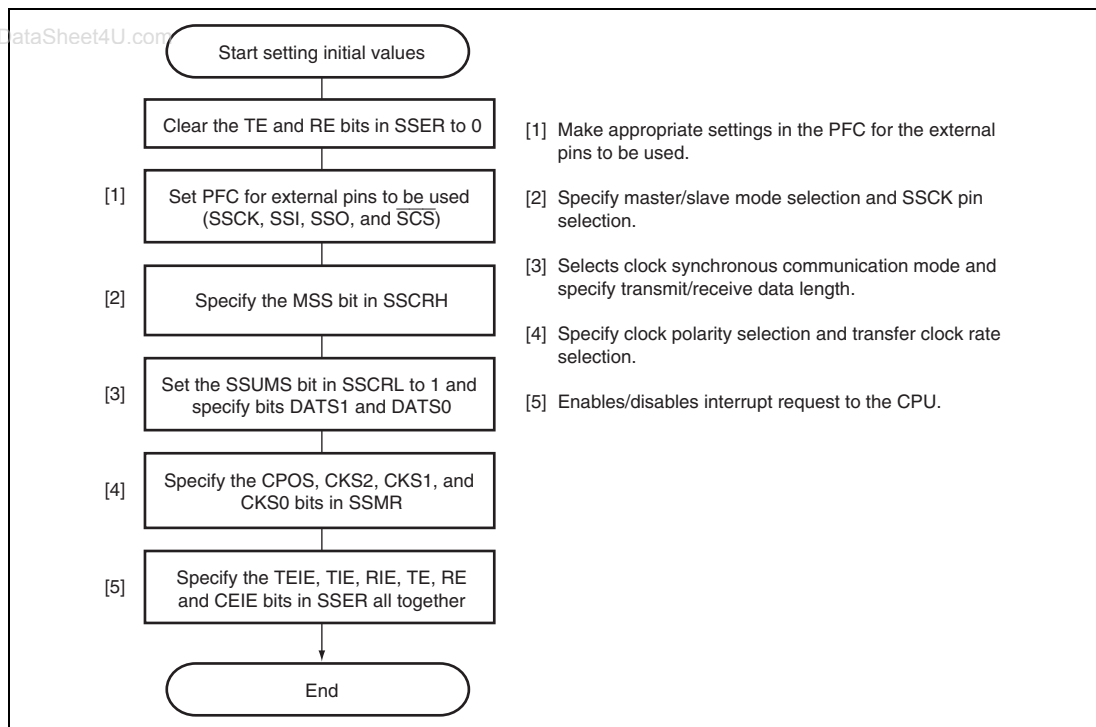 DataSheet4U.com
Start setting initial values
Clear the TE and RE bits in SSER to 0
[1]
Set PFC for external pins to be used
(SSCK, SSI, SSO, and S̅C̅S̅)
[2]
Specify the MSS bit in SSCRH
[3]
Set the SSUMS bit in SSCRL to 1 and
specify bits DATS1 and DATS0
[4]
Specify the CPOS, CKS2, CKS1, and
CKS0 bits in SSMR
[5]
Specify the TEIE, TIE, RIE, TE, RE
and CEIE bits in SSER all together
End
[1] Make appropriate settings in the PFC for the external
pins to be used.
[2] Specify master/slave mode selection and SSCK pin
selection.
[3] Selects clock synchronous communication mode and
specify transmit/receive data length.
[4] Specify clock polarity selection and transfer clock rate
selection.
[5] Enables/disables interrupt request to the CPU.